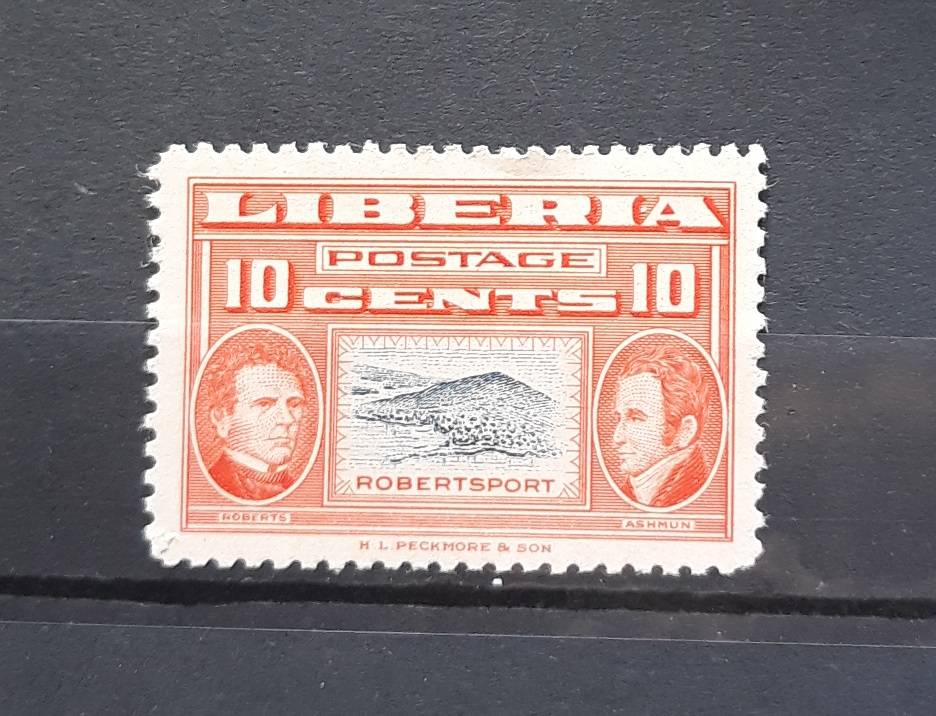 LIBERIA
POSTAGE
10 CENTS 10
ROBERTSPORT
ROBERTS
ASHMUN
H. L. PECKMORE & SON